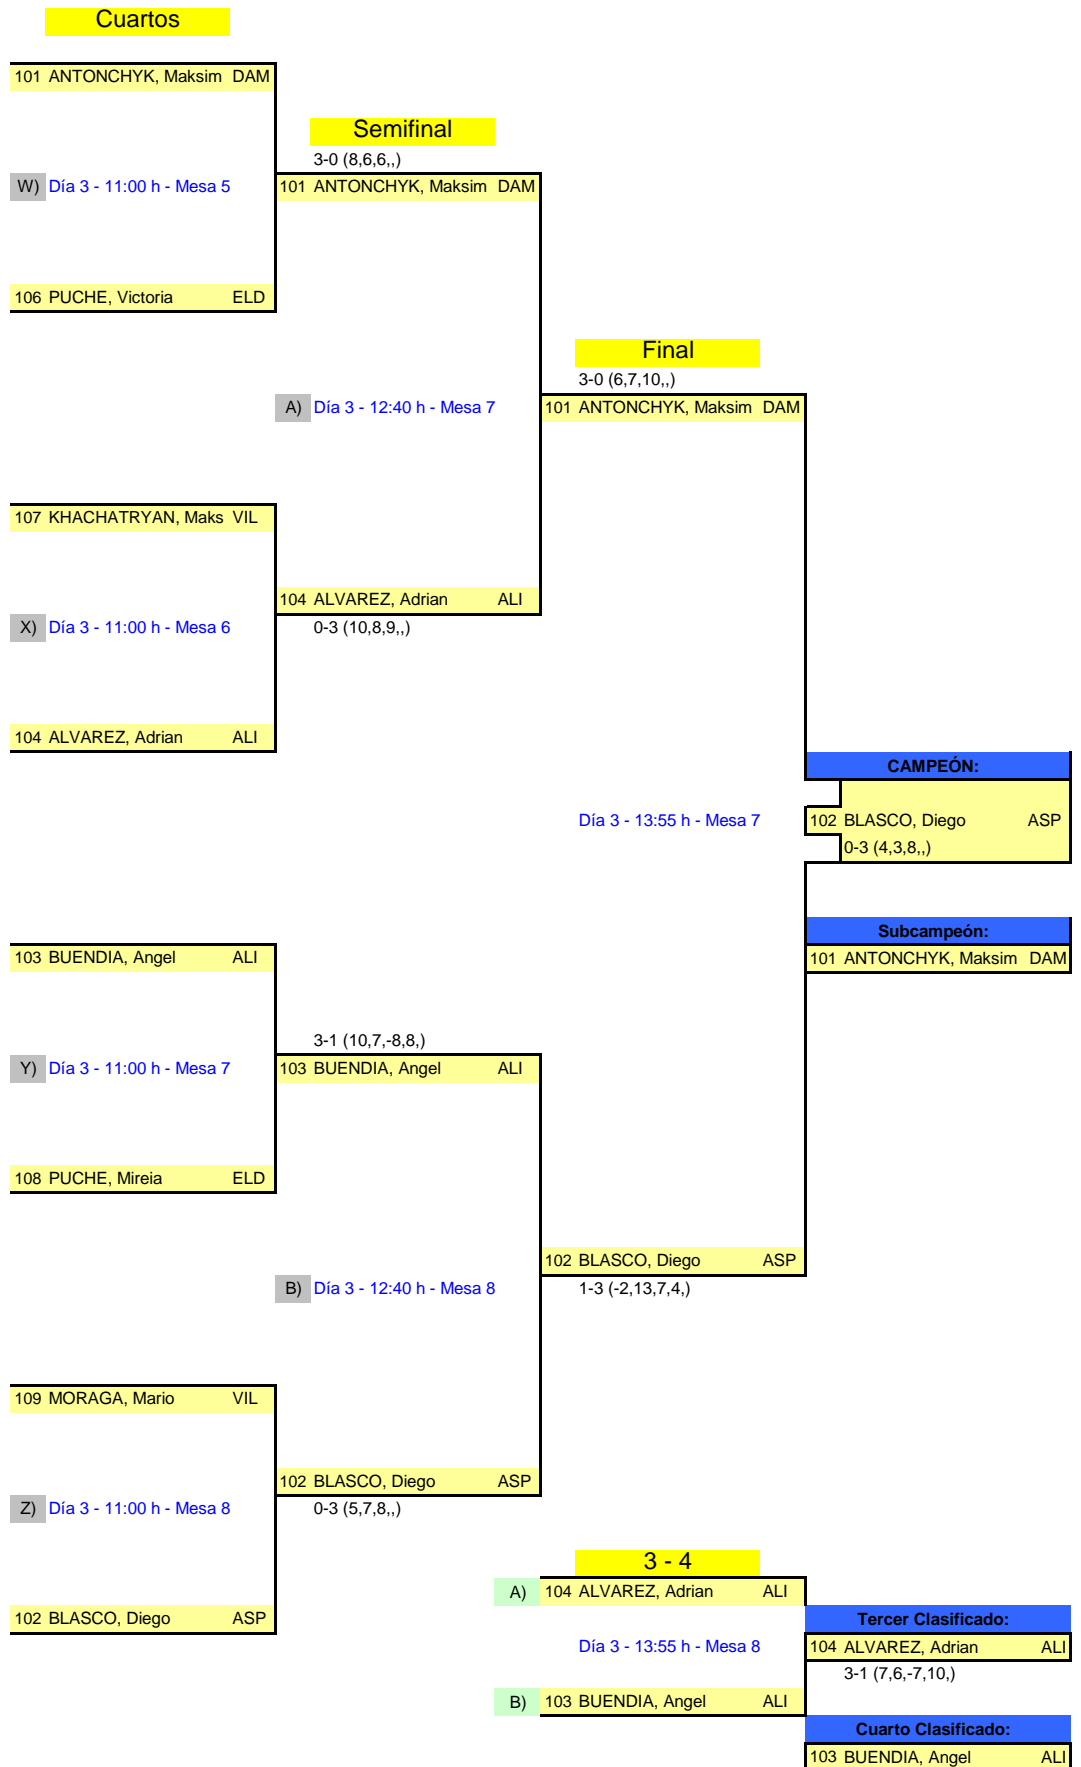 Cuartos
101 ANTONCHYK, Maksim DAM
Semifinal
3-0 (8,6,6,,)
W) Día 3 - 11:00 h - Mesa 5
101 ANTONCHYK, Maksim DAM
106 PUCHE, Victoria ELD
Final
3-0 (6,7,10,,)
A) Día 3 - 12:40 h - Mesa 7
101 ANTONCHYK, Maksim DAM
107 KHACHATRYAN, Maks VIL
104 ALVAREZ, Adrian ALI
X) Día 3 - 11:00 h - Mesa 6
0-3 (10,8,9,,)
104 ALVAREZ, Adrian ALI
CAMPEÓN:
Día 3 - 13:55 h - Mesa 7
102 BLASCO, Diego ASP
0-3 (4,3,8,,)
Subcampeón:
103 BUENDIA, Angel ALI
101 ANTONCHYK, Maksim DAM
3-1 (10,7,-8,8,)
Y) Día 3 - 11:00 h - Mesa 7
103 BUENDIA, Angel ALI
108 PUCHE, Mireia ELD
102 BLASCO, Diego ASP
B) Día 3 - 12:40 h - Mesa 8
1-3 (-2,13,7,4,)
109 MORAGA, Mario VIL
102 BLASCO, Diego ASP
Z) Día 3 - 11:00 h - Mesa 8
0-3 (5,7,8,,)
3 - 4
A) 104 ALVAREZ, Adrian ALI
102 BLASCO, Diego ASP
Tercer Clasificado:
Día 3 - 13:55 h - Mesa 8
104 ALVAREZ, Adrian ALI
3-1 (7,6,-7,10,)
B) 103 BUENDIA, Angel ALI
Cuarto Clasificado:
103 BUENDIA, Angel ALI